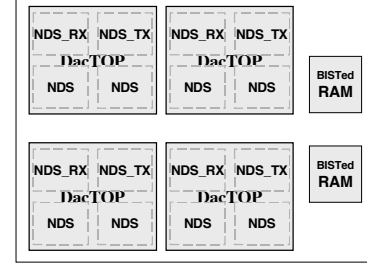 NDS_RX NDS_TX NDS_RX NDS_TX
DacTOP DacTOP
NDS NDS NDS NDS
BISTed
RAM
NDS_RX NDS_TX NDS_RX NDS_TX
DacTOP DacTOP
NDS NDS NDS NDS
BISTed
RAM